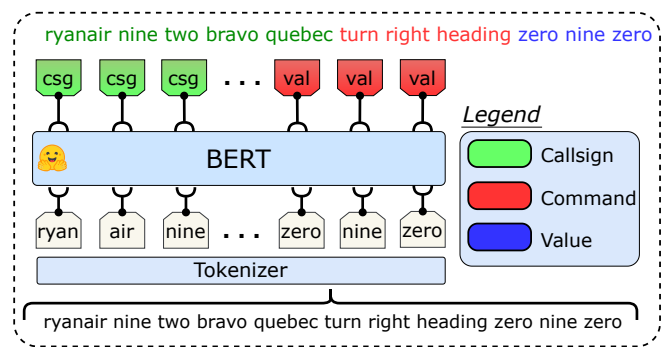 ryanair nine two bravo quebec turn right heading zero nine zero
csg csg csg ... val val val
Legend
BERT
Callsign
Command
Value
ryan air nine ... zero nine zero
Tokenizer
ryanair nine two bravo quebec turn right heading zero nine zero